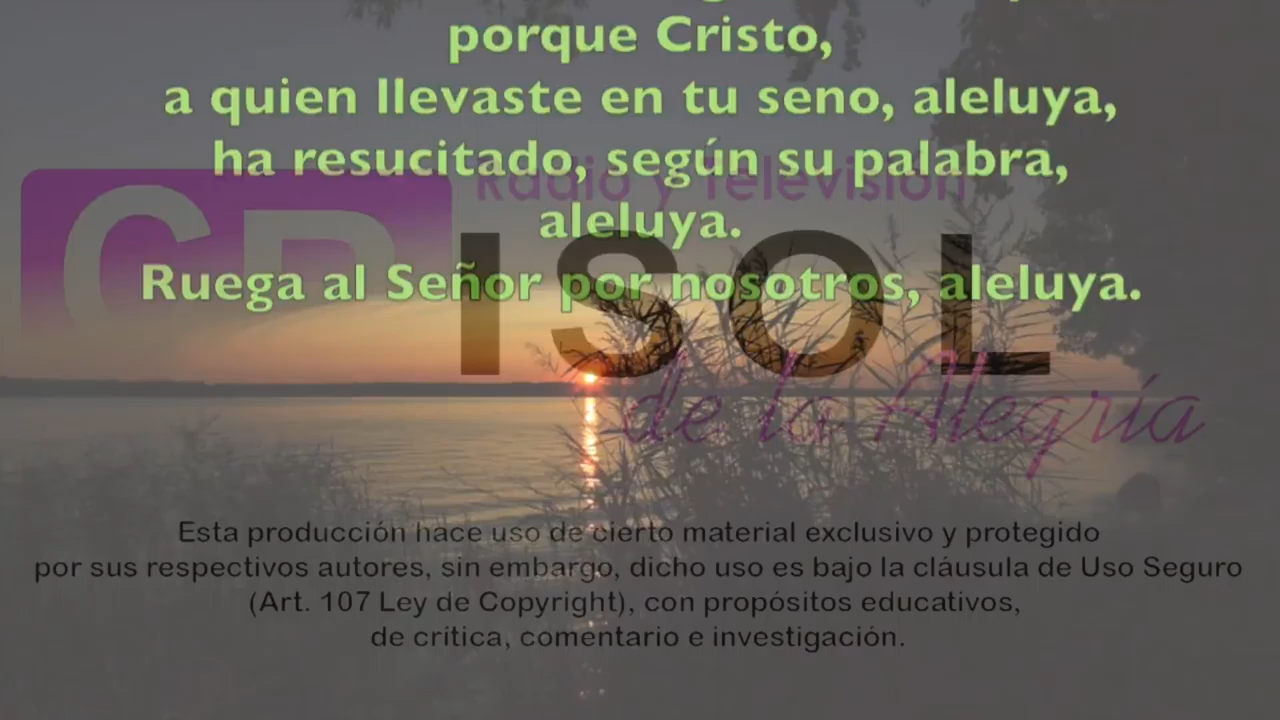 porque Cristo,
a quien llevaste en tu seno, aleluya,
ha resucitado, según su palabra,
aleluya.
Ruega al Señor por nosotros, aleluya.
Radio y Televisión
CRISOL
de la Alegría
Esta producción hace uso de cierto material exclusivo y protegido
por sus respectivos autores, sin embargo, dicho uso es bajo la cláusula de Uso Seguro
(Art. 107 Ley de Copyright), con propósitos educativos,
de crítica, comentario e investigación.